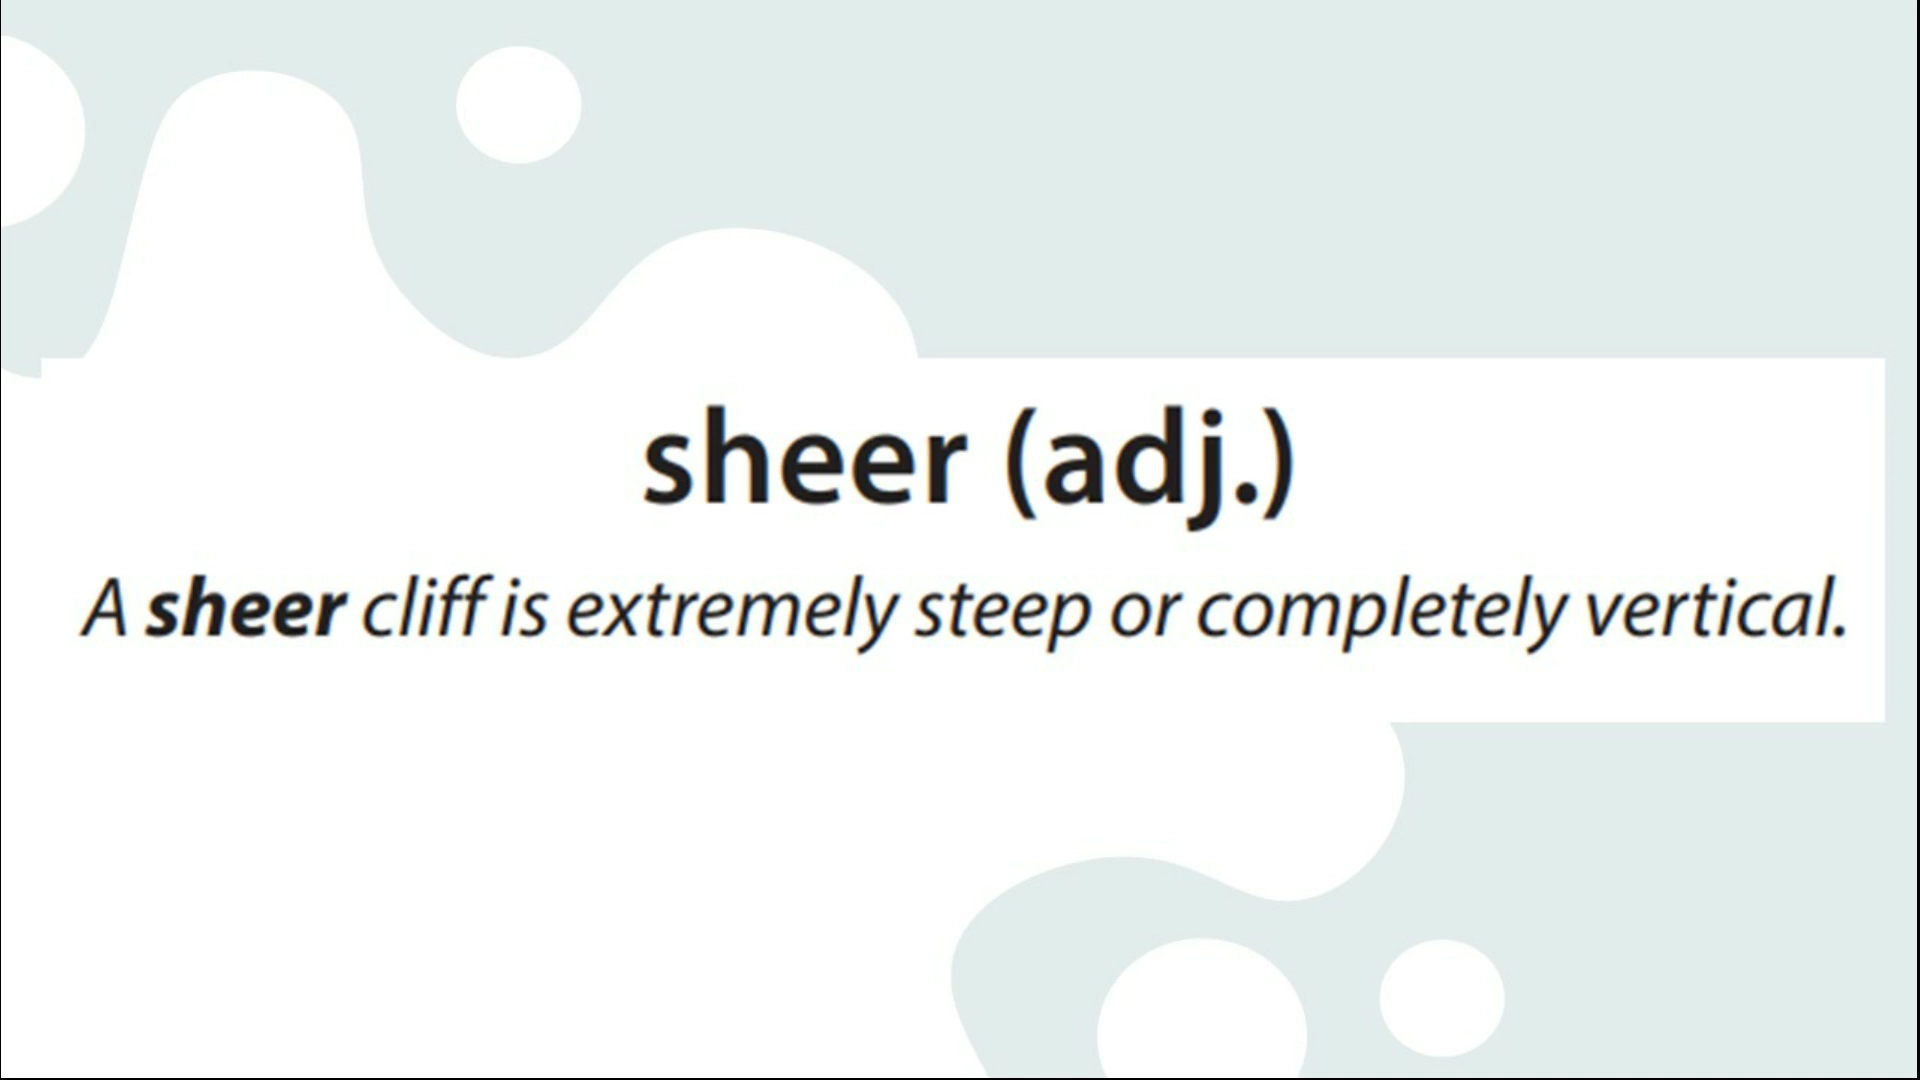 sheer (adj.)
A sheer cliff is extremely steep or completely vertical.